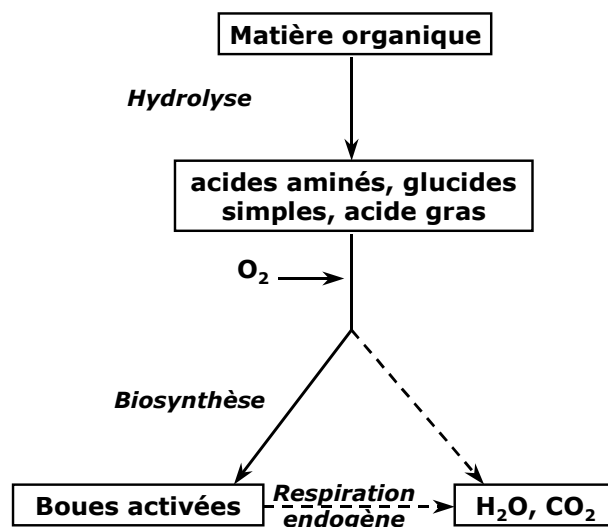 Matière organique
Hydrolyse
acides aminés, glucides
simples, acide gras
O₂
Biosynthèse
Boues activées
Respiration
endogène
H₂O, CO₂